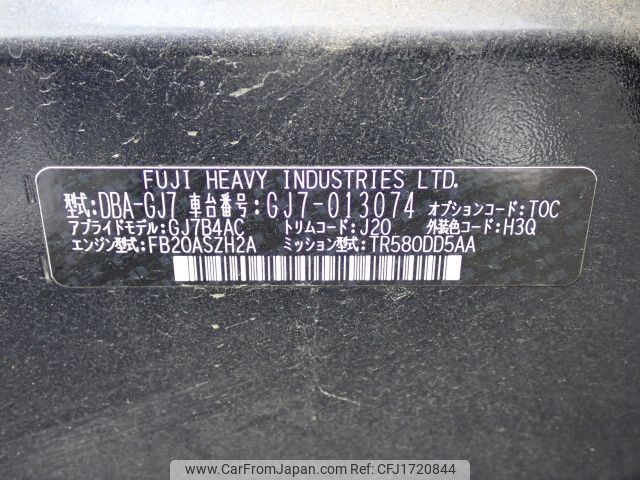 FUJI HEAVY INDUSTRIES LTD.
型式:DBA-GJ7 車台番号:GJ7-013074 オプションコード:TOC
アプライドモデル:GJ7B4AC トリムコード:J20 外装色コード:H3Q
エンジン型式:FB20ASZH2A ミッション型式:TR580DD5AA
www.CarFromJapan.com REF ID: CFJ1720844